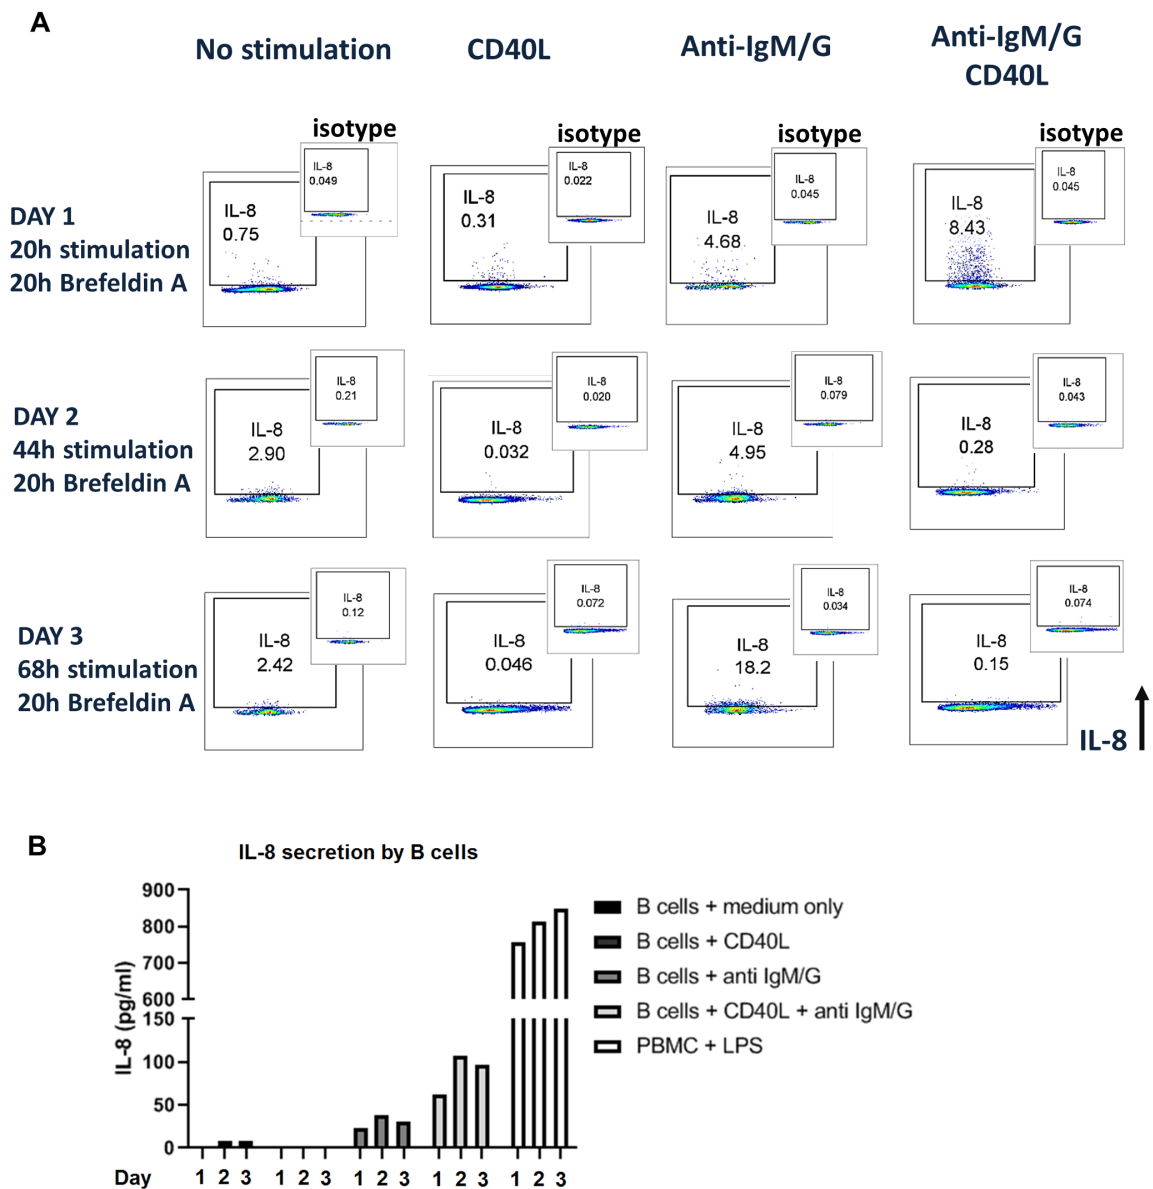 A
No stimulation
CD40L
Anti-IgM/G
Anti-IgM/G
CD40L
isotype
isotype
isotype
isotype
DAY 1
20h stimulation
20h Brefeldin A
IL-8
0.75
IL-8
0.049
IL-8
0.31
IL-8
0.022
IL-8
4.68
IL-8
0.045
IL-8
8.43
IL-8
0.045
DAY 2
44h stimulation
20h Brefeldin A
IL-8
2.90
IL-8
0.21
IL-8
0.032
IL-8
0.020
IL-8
4.95
IL-8
0.079
IL-8
0.28
IL-8
0.043
DAY 3
68h stimulation
20h Brefeldin A
IL-8
2.42
IL-8
0.12
IL-8
0.046
IL-8
0.072
IL-8
18.2
IL-8
0.034
IL-8
0.15
IL-8
0.074
IL-8
B
IL-8 secretion by B cells
IL-8 (pg/ml)
900
800
700
600
150
100
50
0
Day 1 2 3 1 2 3 1 2 3 1 2 3 1 2 3
B cells + medium only
B cells + CD40L
B cells + anti IgM/G
B cells + CD40L + anti IgM/G
PBMC + LPS